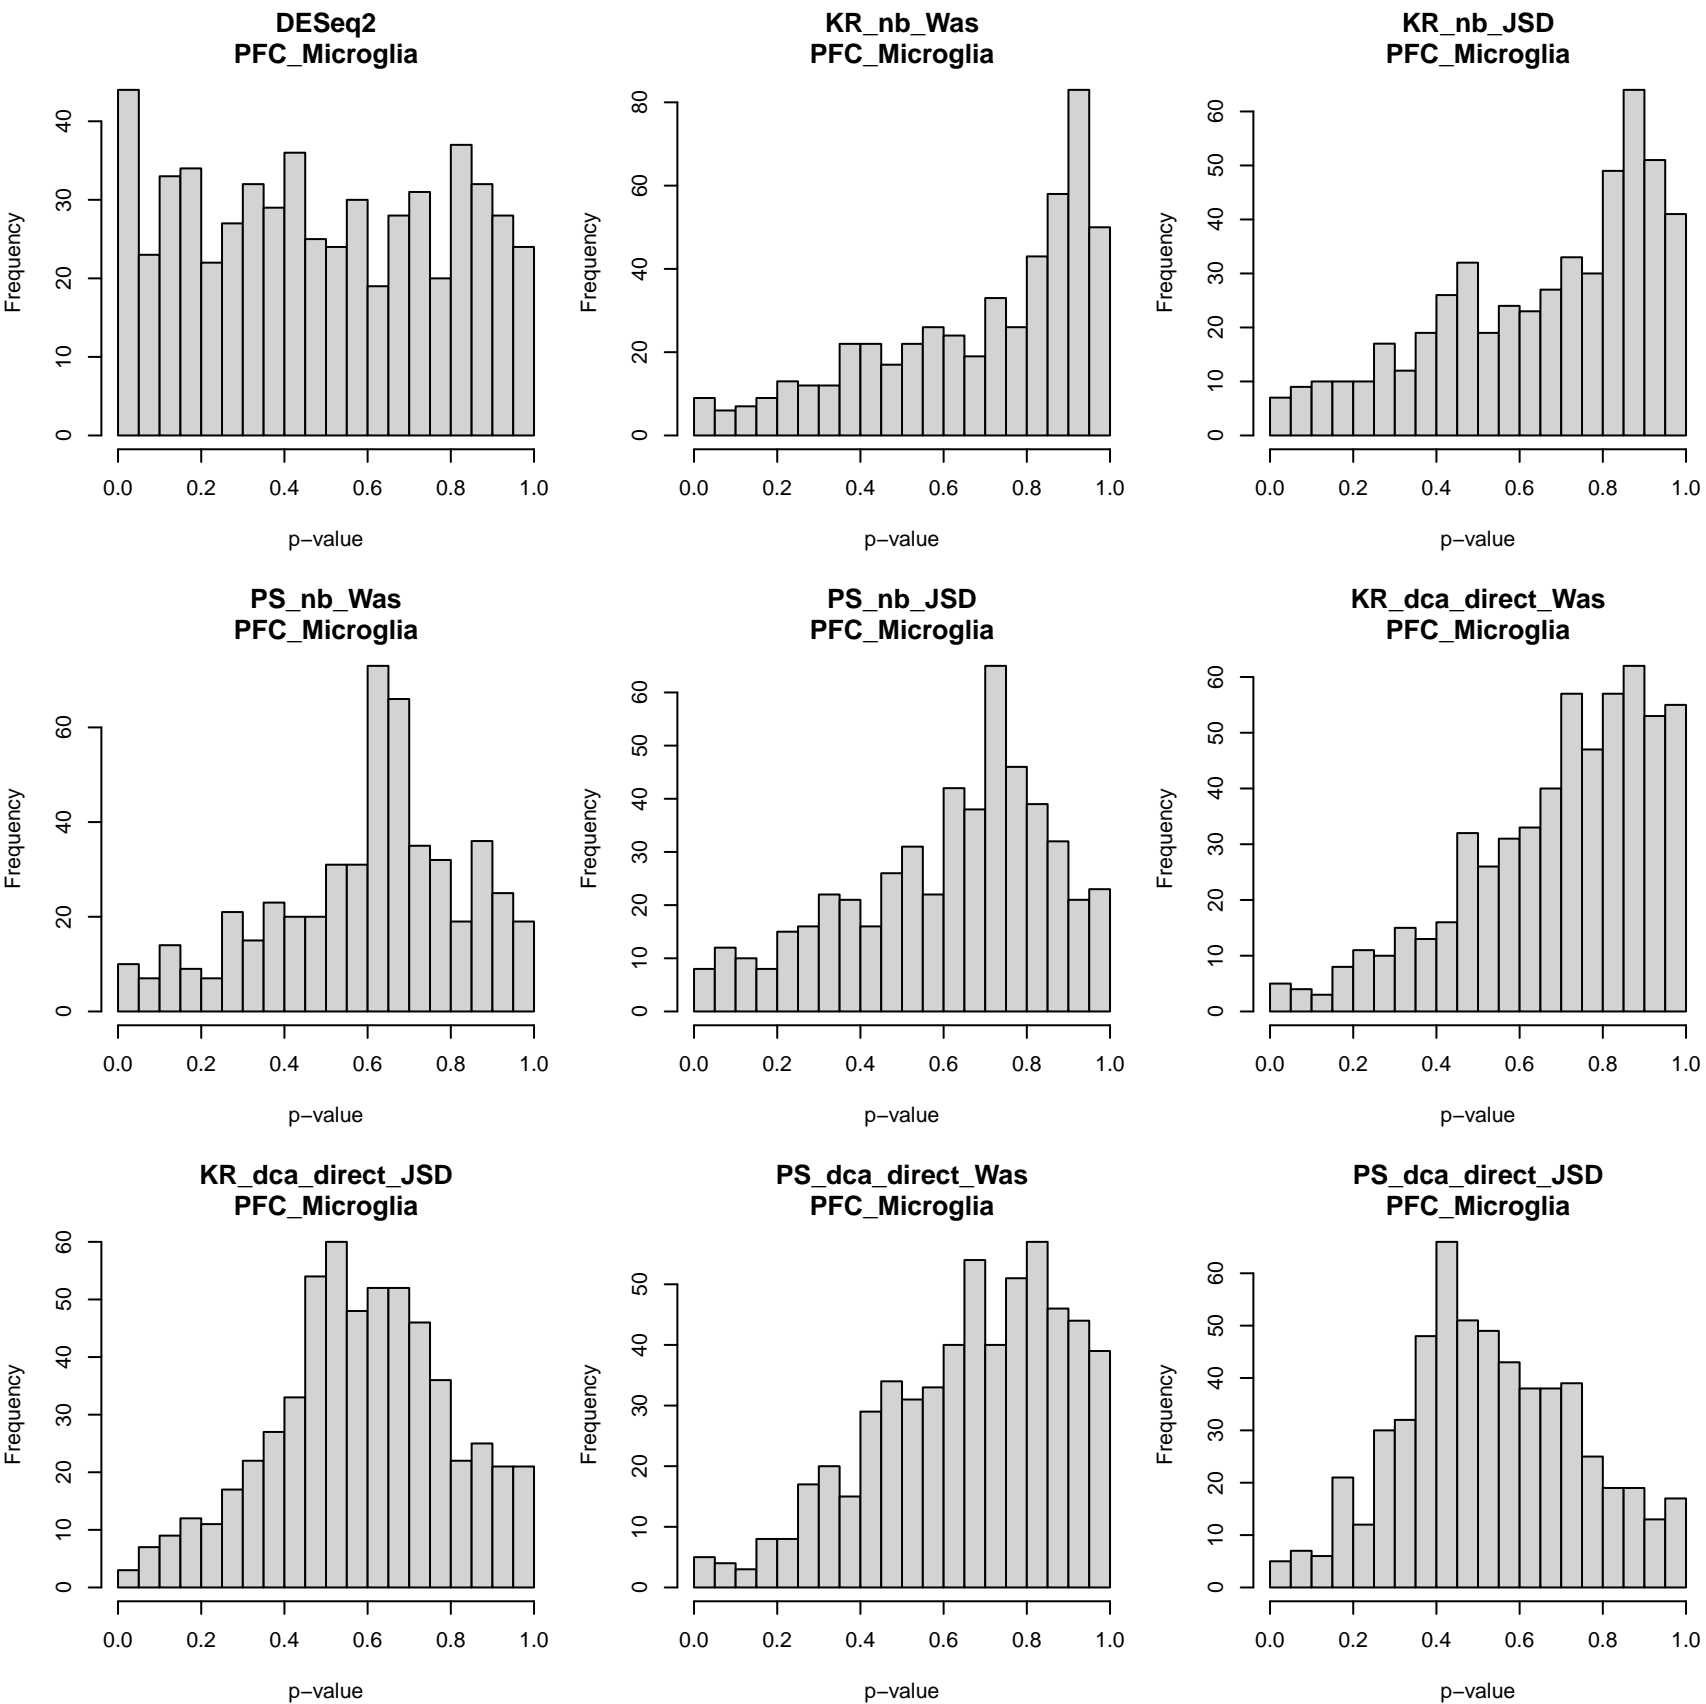 DESeq2
PFC_Microglia
Frequency
0 10 20 30 40
0.0 0.2 0.4 0.6 0.8 1.0
p−value
KR_nb_Was
PFC_Microglia
Frequency
0 20 40 60 80
0.0 0.2 0.4 0.6 0.8 1.0
p−value
KR_nb_JSD
PFC_Microglia
Frequency
0 10 20 30 40 50 60
0.0 0.2 0.4 0.6 0.8 1.0
p−value
PS_nb_Was
PFC_Microglia
Frequency
0 20 40 60
0.0 0.2 0.4 0.6 0.8 1.0
p−value
PS_nb_JSD
PFC_Microglia
Frequency
0 10 20 30 40 50 60
0.0 0.2 0.4 0.6 0.8 1.0
p−value
KR_dca_direct_Was
PFC_Microglia
Frequency
0 10 20 30 40 50 60
0.0 0.2 0.4 0.6 0.8 1.0
p−value
KR_dca_direct_JSD
PFC_Microglia
Frequency
0 10 20 30 40 50 60
0.0 0.2 0.4 0.6 0.8 1.0
p−value
PS_dca_direct_Was
PFC_Microglia
Frequency
0 10 20 30 40 50
0.0 0.2 0.4 0.6 0.8 1.0
p−value
PS_dca_direct_JSD
PFC_Microglia
Frequency
0 10 20 30 40 50 60
0.0 0.2 0.4 0.6 0.8 1.0
p−value